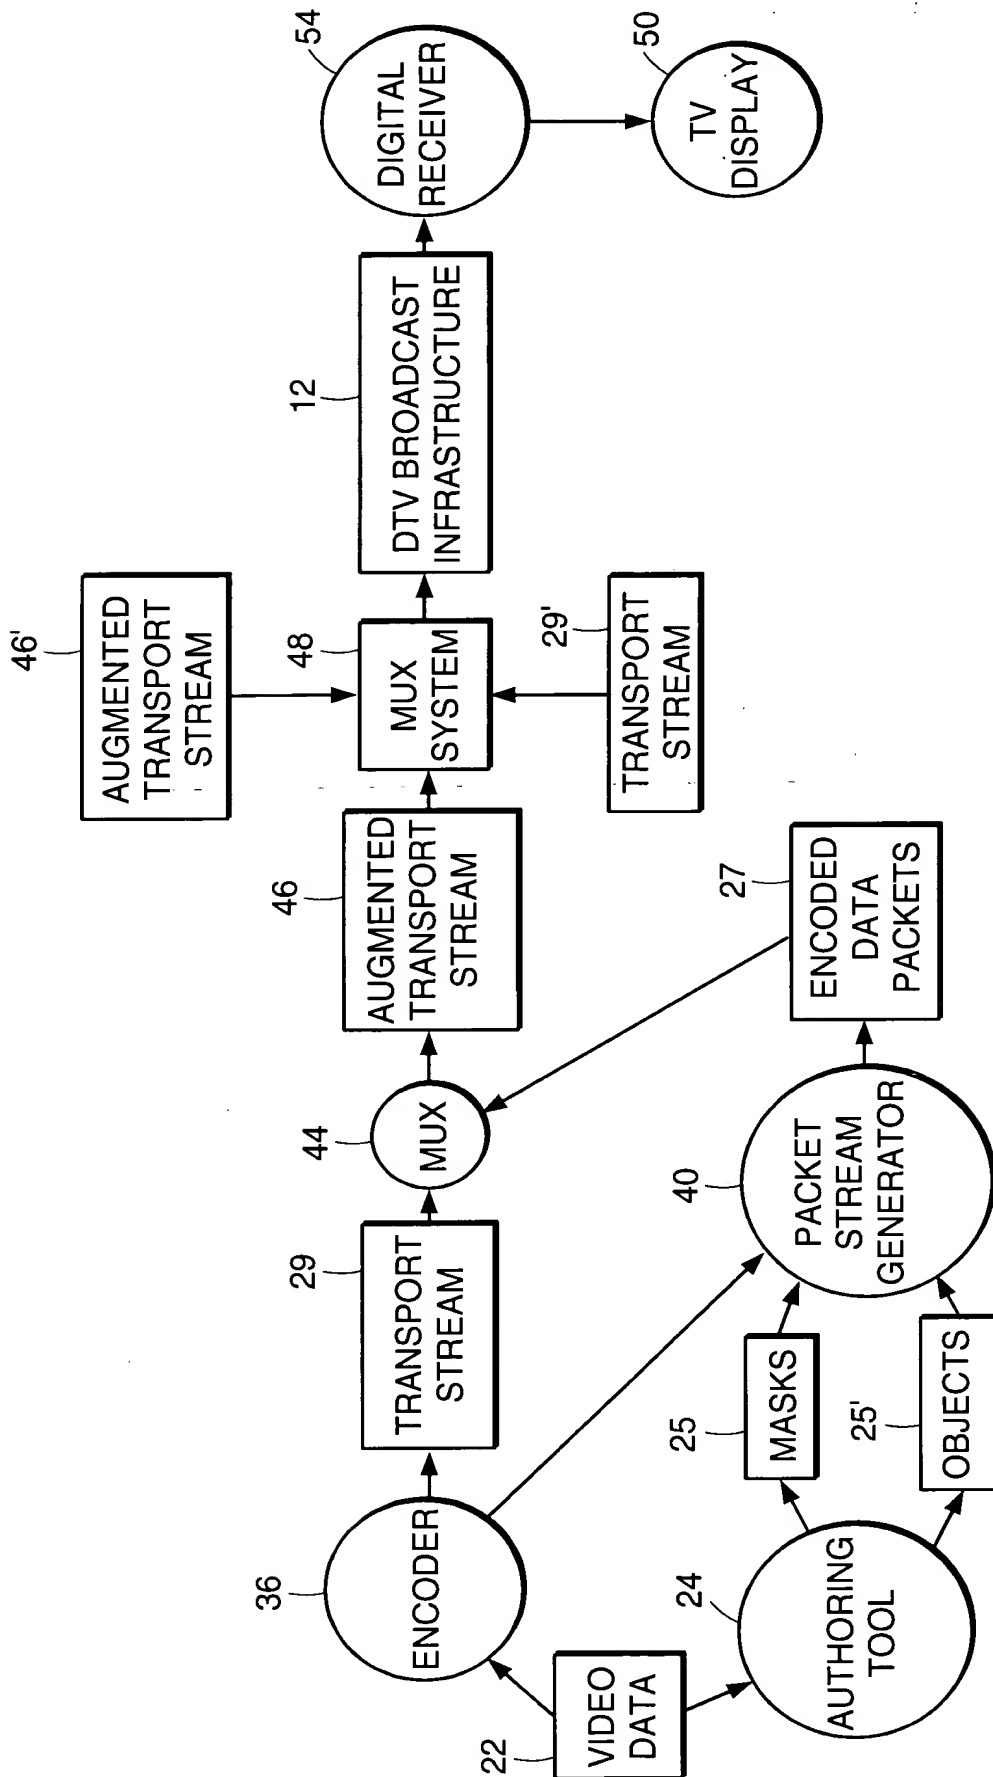 22
VIDEO
DATA
36
ENCODER
24
AUTHORING
TOOL
29
TRANSPORT
STREAM
25
MASKS
25'
OBJECTS
44
MUX
40
PACKET
STREAM
GENERATOR
46
AUGMENTED
TRANSPORT
STREAM
27
ENCODED
DATA
PACKETS
46'
AUGMENTED
TRANSPORT
STREAM
48
MUX
SYSTEM
29'
TRANSPORT
STREAM
12
DTV BROADCAST
INFRASTRUCTURE
54
DIGITAL
RECEIVER
50
TV
DISPLAY